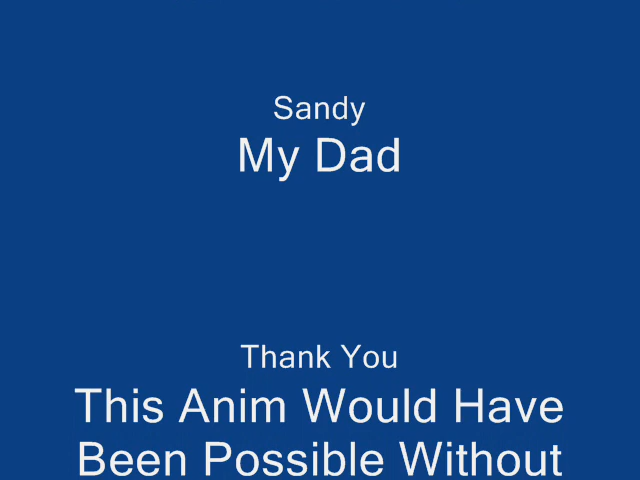 Sandy
My Dad
Thank You
This Anim Would Have
Been Possible Without